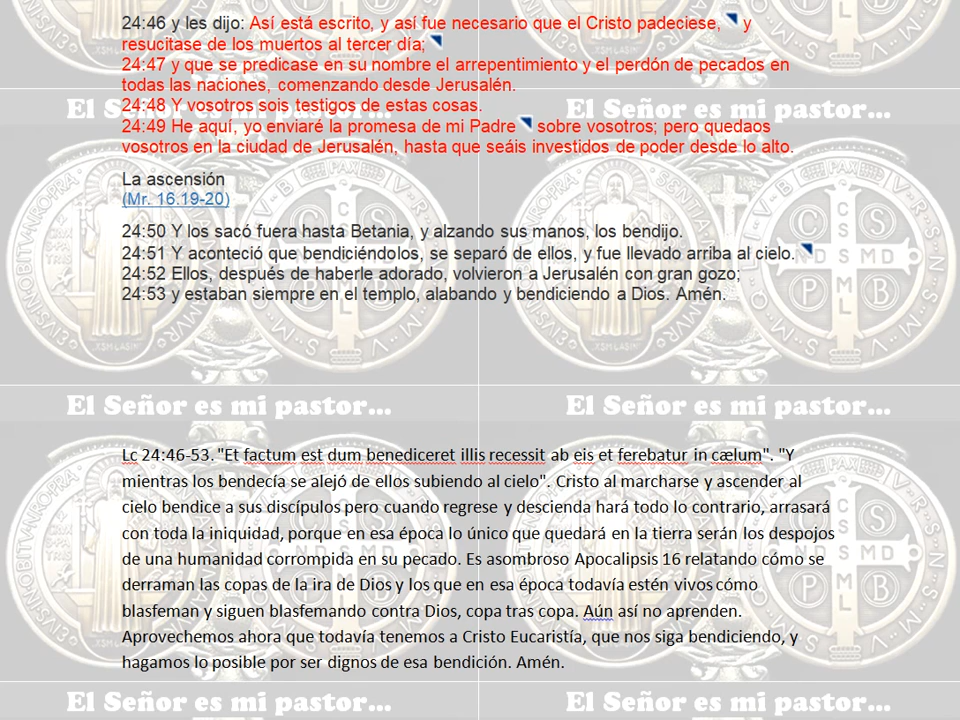 24:46 y les dijo: Así está escrito, y así fue necesario que el Cristo padeciese, y
resucitase de los muertos al tercer día;
24:47 y que se predicase en su nombre el arrepentimiento y el perdón de pecados en
todas las naciones, comenzando desde Jerusalén.
24:48 Y vosotros sois testigos de estas cosas.
El Señor es mi pastor... El Señor es mi pastor...
24:49 He aquí, yo enviaré la promesa de mi Padre sobre vosotros; pero quedaos
vosotros en la ciudad de Jerusalén, hasta que seáis investidos de poder desde lo alto.
La ascensión
(Mr. 16.19-20)
24:50 Y los sacó fuera hasta Betania, y alzando sus manos, los bendijo.
24:51 Y aconteció que bendiciéndolos, se separó de ellos, y fue llevado arriba al cielo.
24:52 Ellos, después de haberle adorado, volvieron a Jerusalén con gran gozo;
24:53 y estaban siempre en el templo, alabando y bendiciendo a Dios. Amén.
El Señor es mi pastor... El Señor es mi pastor...
Lc 24:46-53. "Et factum est dum benediceret illis recessit ab eis et ferebatur in cælum". "Y
mientras los bendecía se alejó de ellos subiendo al cielo". Cristo al marcharse y ascender al
cielo bendice a sus discípulos pero cuando regrese y descienda hará todo lo contrario, arrasará
con toda la iniquidad, porque en esa época lo único que quedará en la tierra serán los despojos
de una humanidad corrompida en su pecado. Es asombroso Apocalipsis 16 relatando cómo se
derraman las copas de la ira de Dios y los que en esa época todavía estén vivos cómo
blasfeman y siguen blasfemando contra Dios, copa tras copa. Aún así no aprenden.
Aprovechemos ahora que todavía tenemos a Cristo Eucaristía, que nos siga bendiciendo, y
hagamos lo posible por ser dignos de esa bendición. Amén.
El Señor es mi pastor... El Señor es mi pastor...